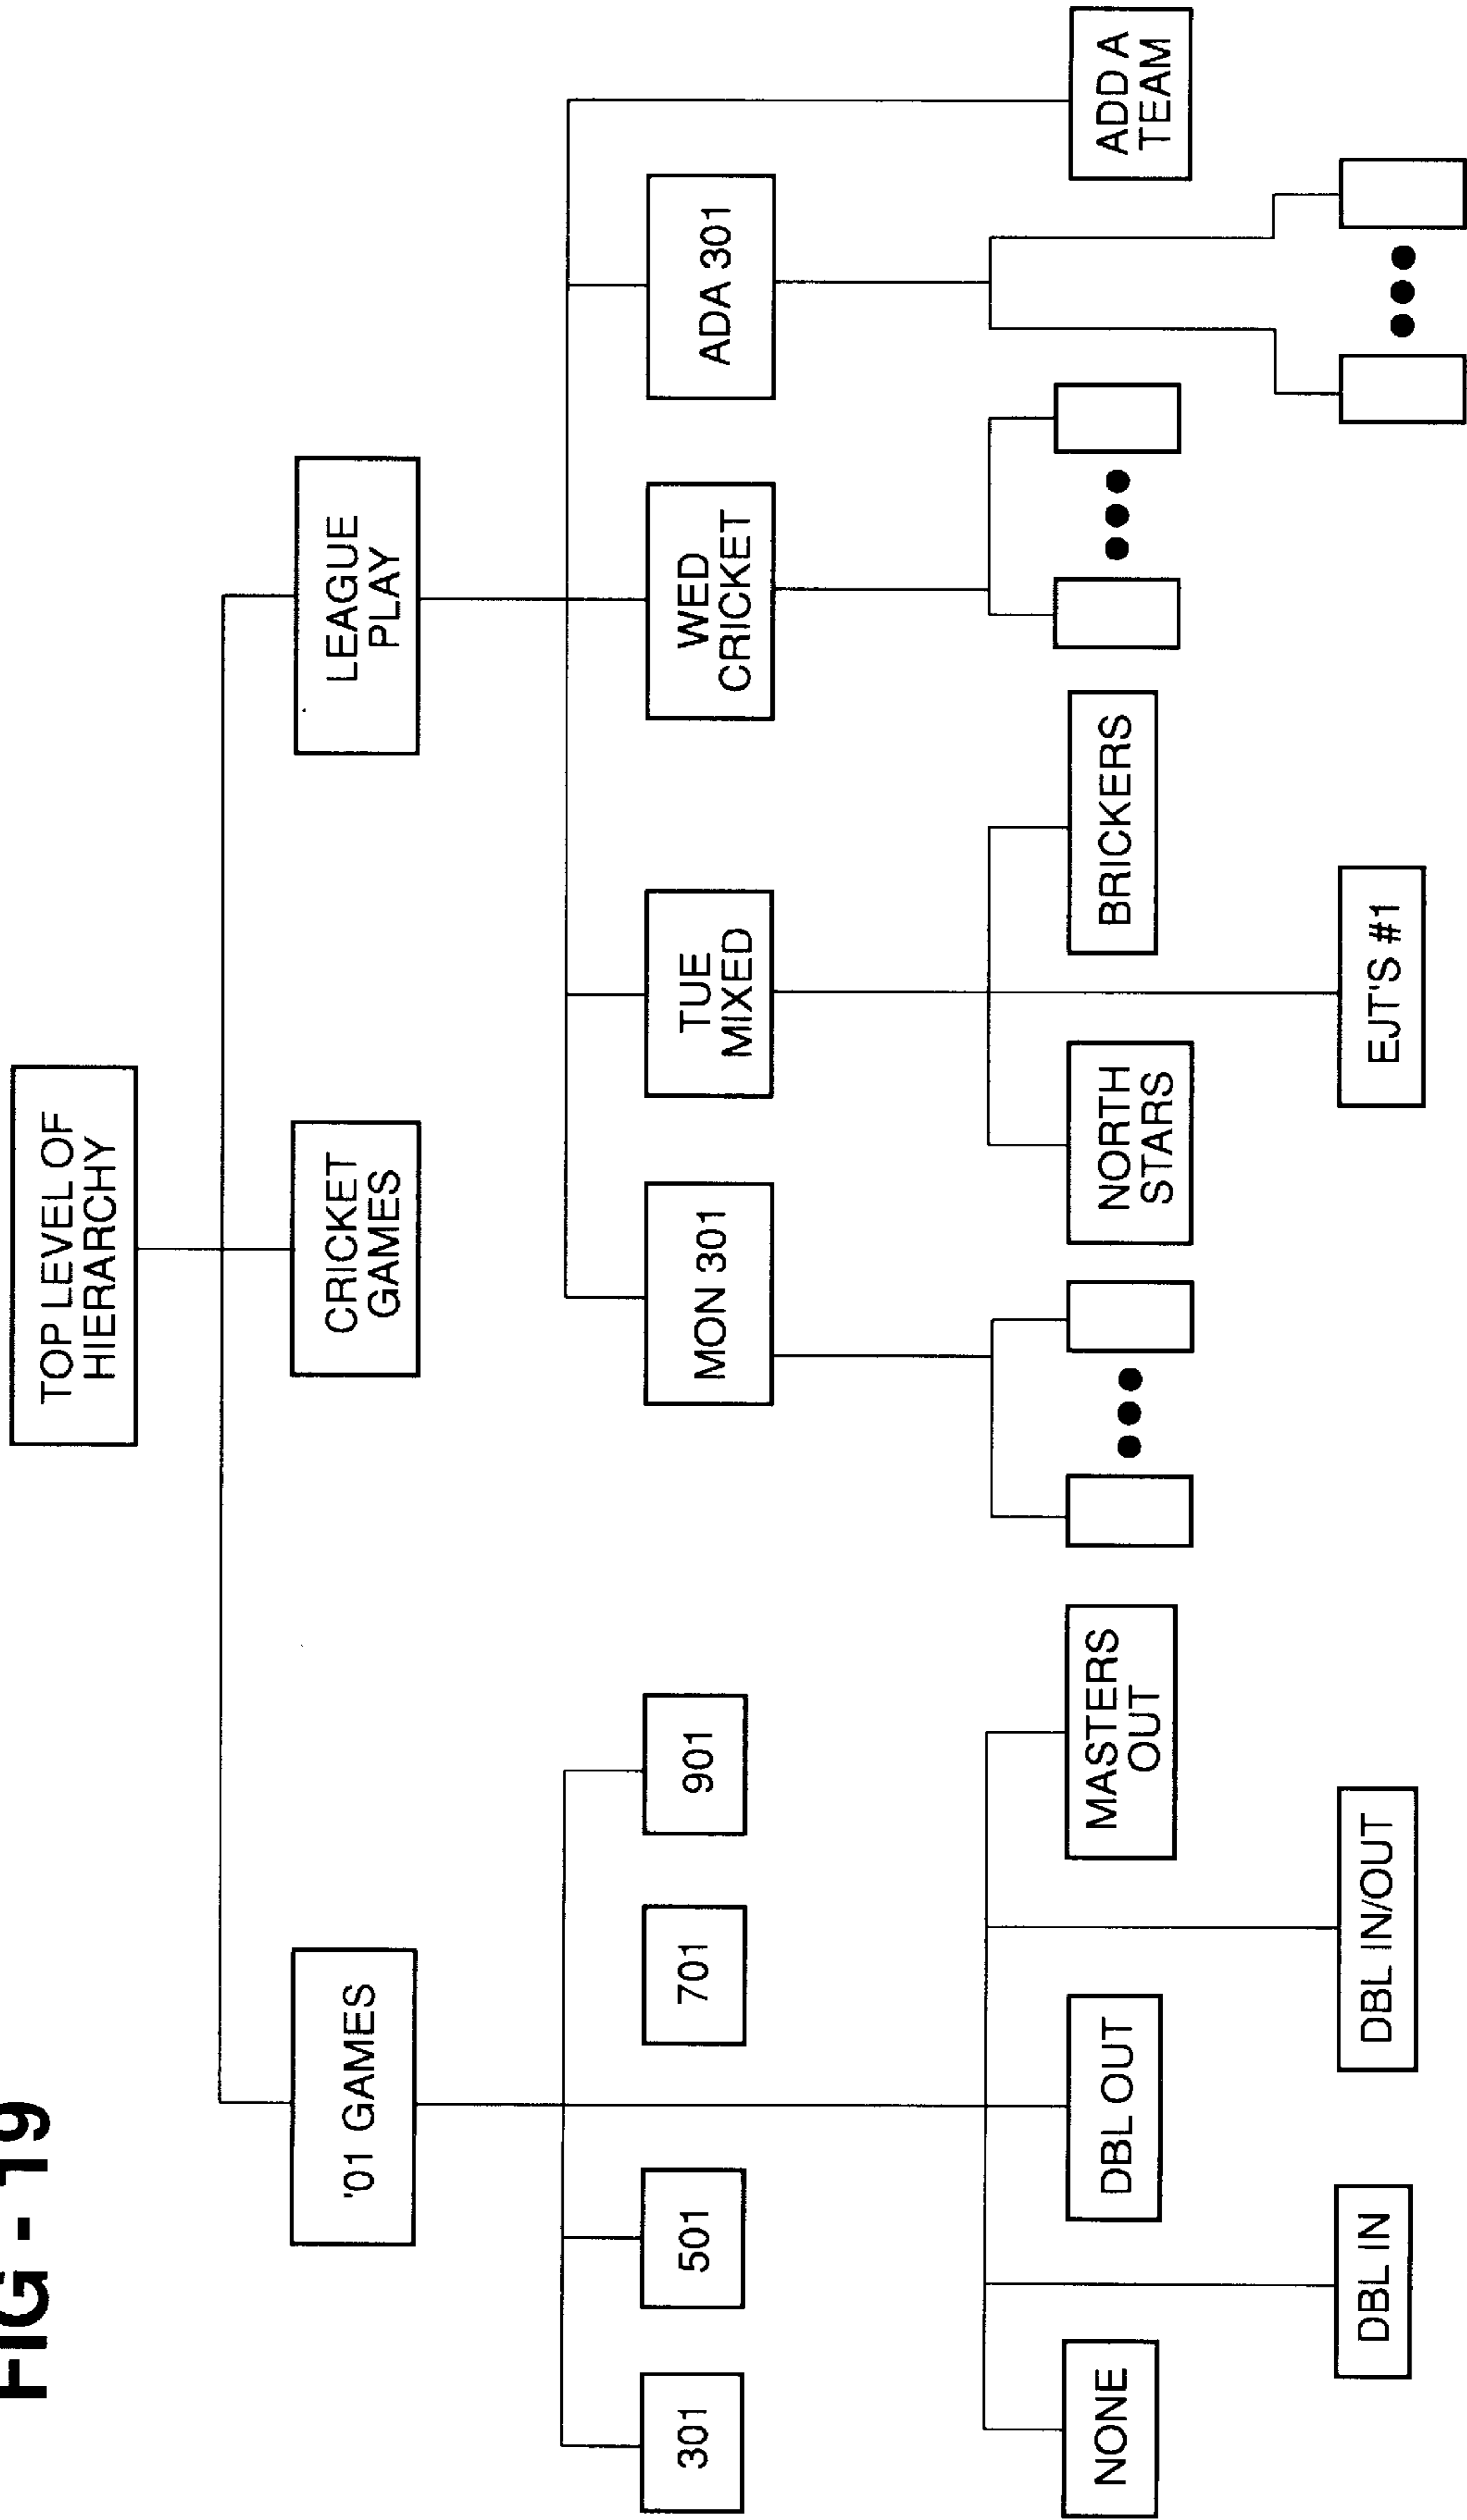 FIG - 19
TOP LEVEL OF
HIERARCHY
'01 GAMES
CRICKET
GAMES
LEAGUE
PLAY
301
501
701
901
MON 301
TUE
MIXED
WED
CRICKET
ADA 301
NONE
DBL OUT
MASTERS
OUT
NORTH
STARS
BRICKERS
ADD A
TEAM
DBL IN
DBL IN/OUT
EJT'S #1